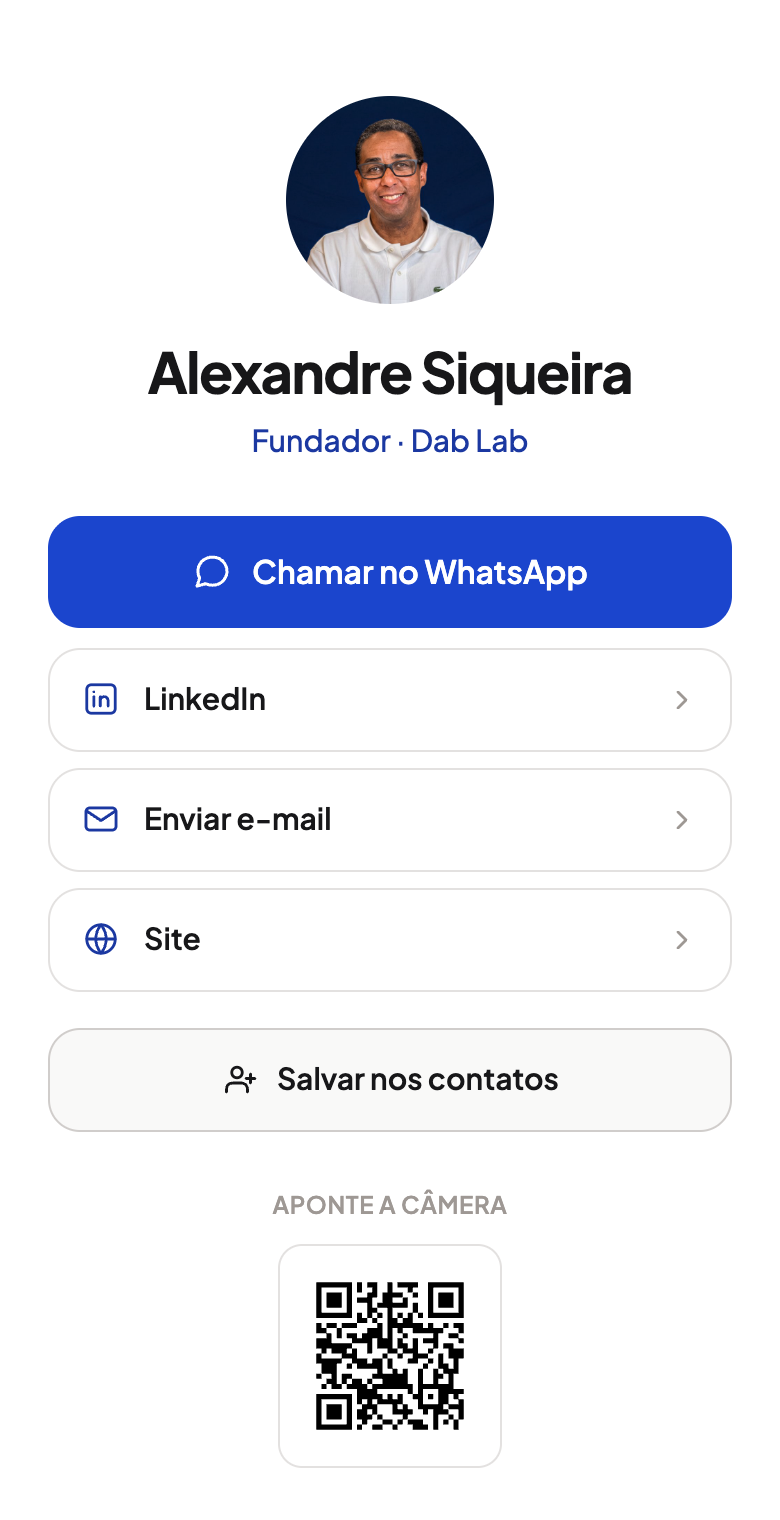 Alexandre Siqueira
Fundador · Dab Lab
Chamar no WhatsApp
LinkedIn
Enviar e-mail
Site
Salvar nos contatos
APONTE A CÂMERA